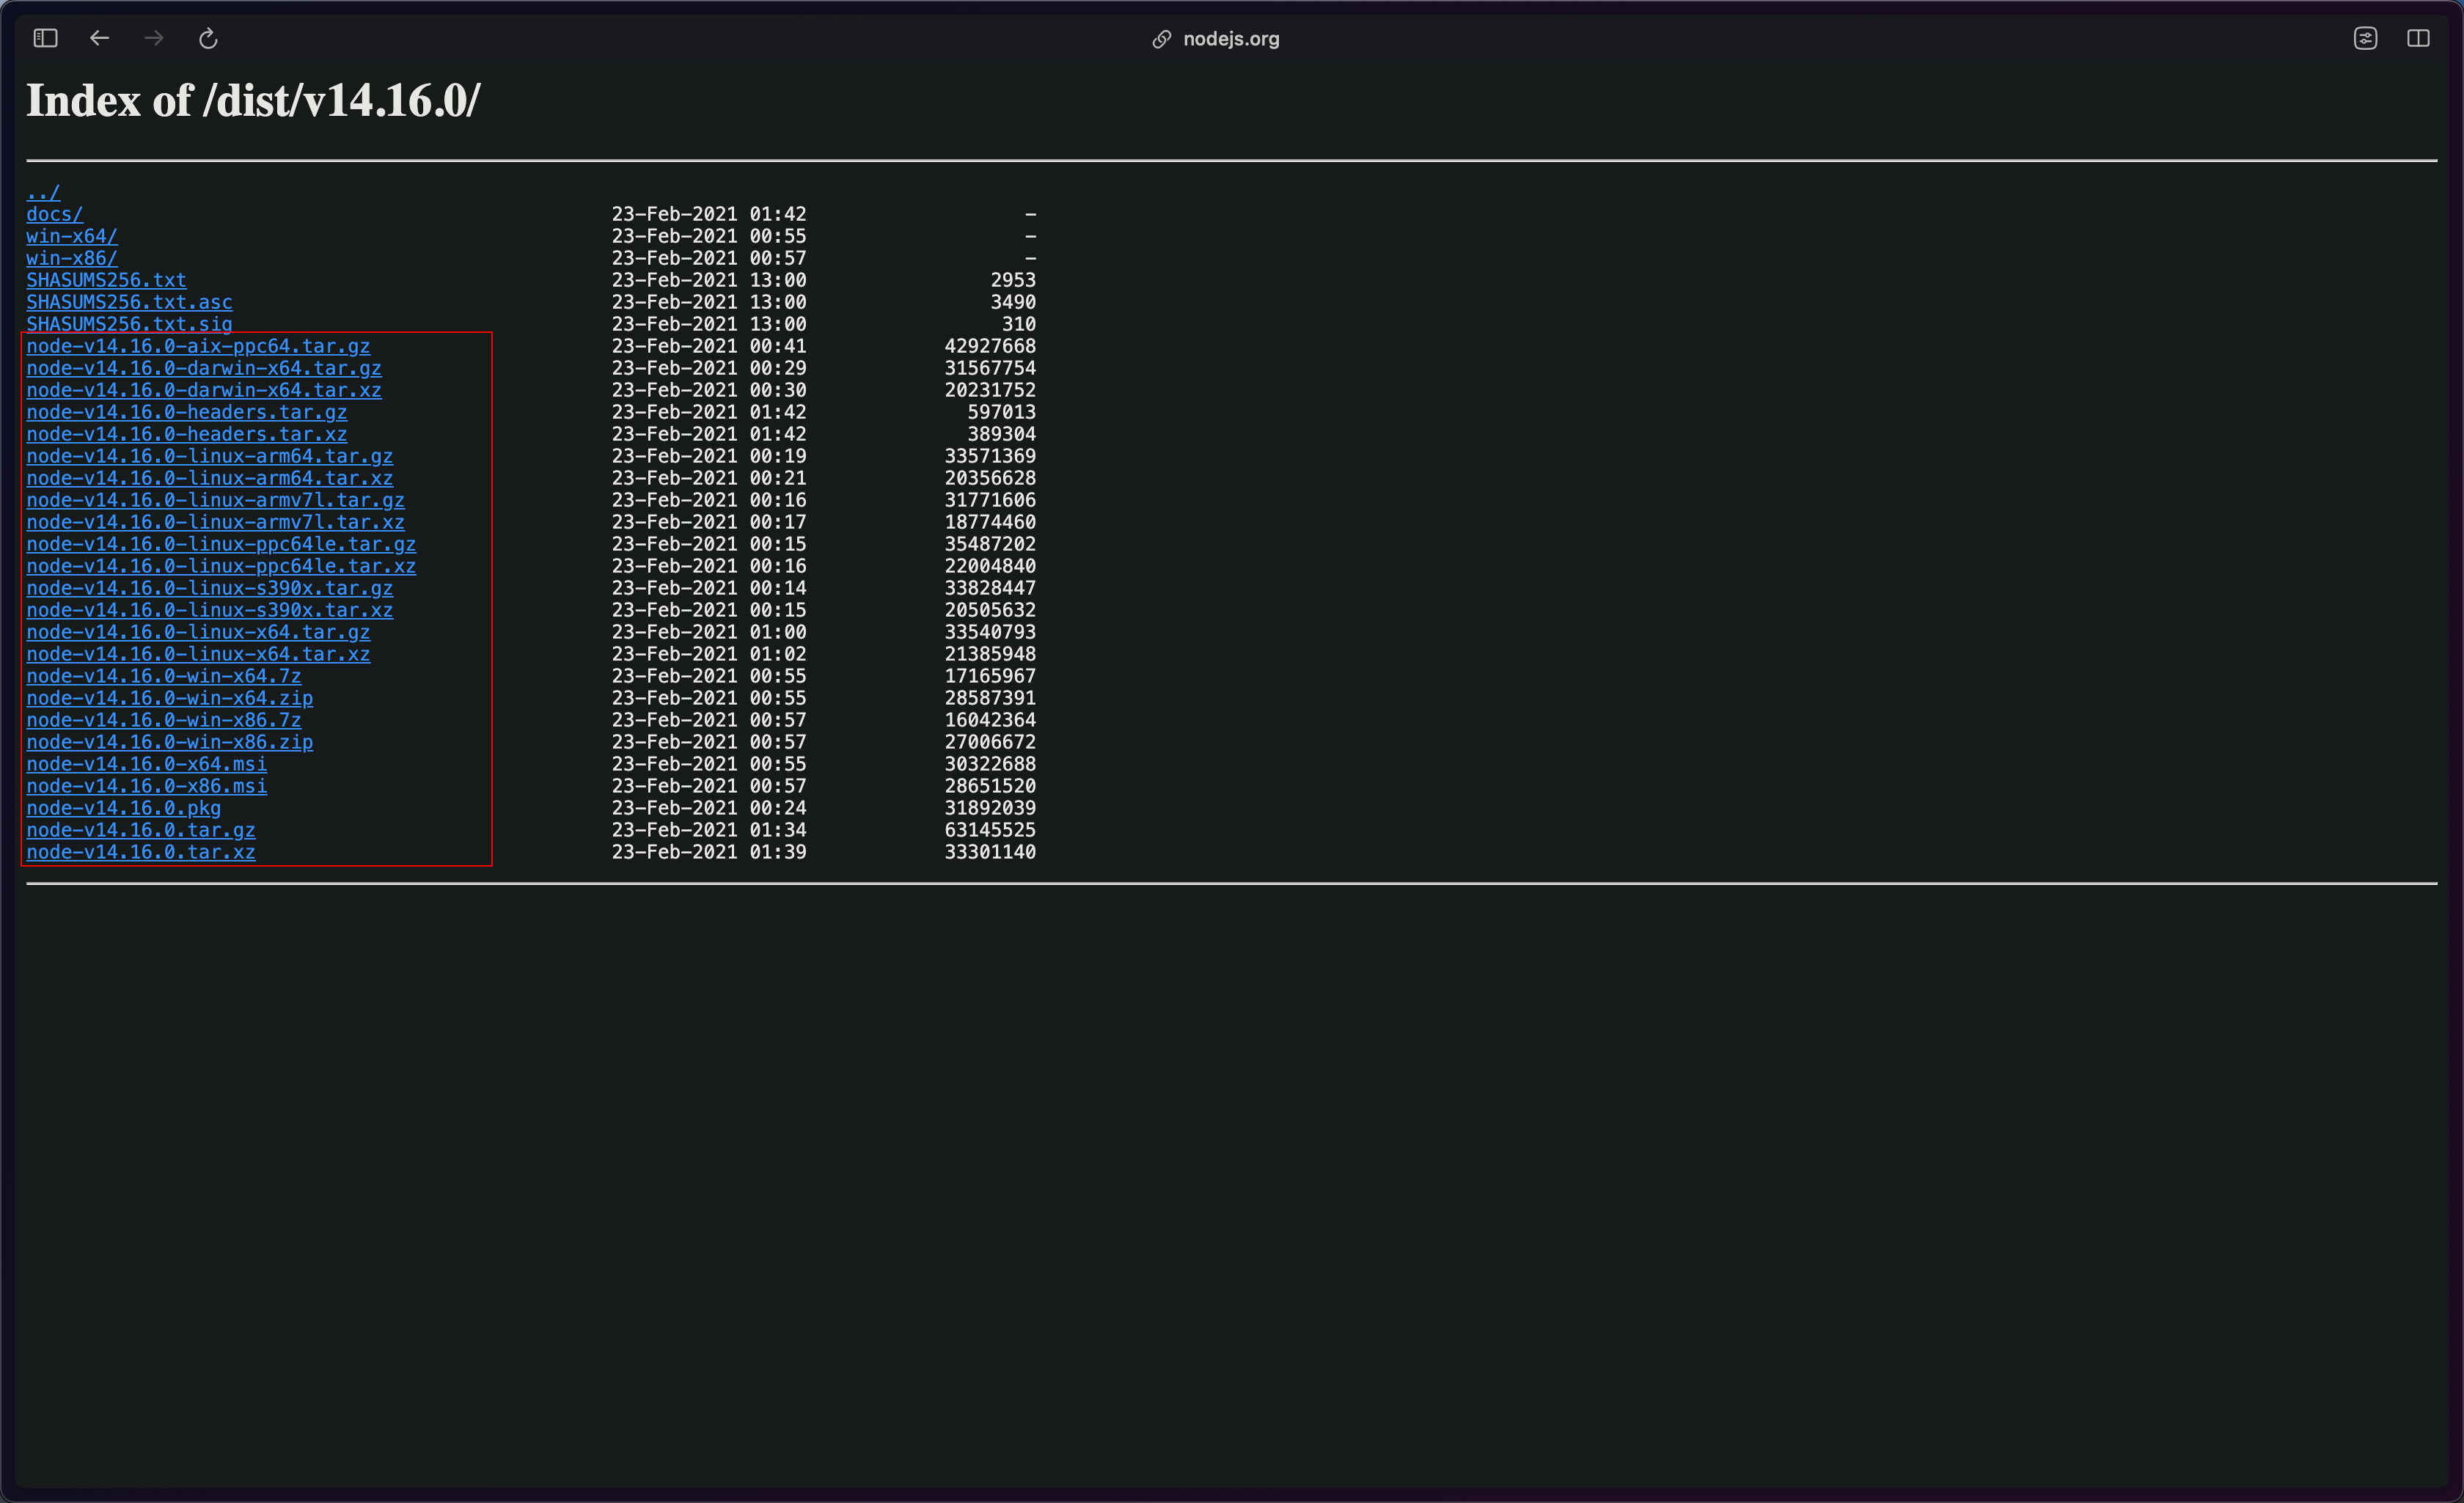 nodejs.org
Index of /dist/v14.16.0/
../
docs/ 23-Feb-2021 01:42 -
win-x64/ 23-Feb-2021 00:55 -
win-x86/ 23-Feb-2021 00:57 -
SHASUMS256.txt 23-Feb-2021 13:00 2953
SHASUMS256.txt.asc 23-Feb-2021 13:00 3490
SHASUMS256.txt.sig 23-Feb-2021 13:00 310
node-v14.16.0-aix-ppc64.tar.gz 23-Feb-2021 00:41 42927668
node-v14.16.0-darwin-x64.tar.gz 23-Feb-2021 00:29 31567754
node-v14.16.0-darwin-x64.tar.xz 23-Feb-2021 00:30 20231752
node-v14.16.0-headers.tar.gz 23-Feb-2021 01:42 597013
node-v14.16.0-headers.tar.xz 23-Feb-2021 01:42 389304
node-v14.16.0-linux-arm64.tar.gz 23-Feb-2021 00:19 33571369
node-v14.16.0-linux-arm64.tar.xz 23-Feb-2021 00:21 20356628
node-v14.16.0-linux-armv7l.tar.gz 23-Feb-2021 00:16 31771606
node-v14.16.0-linux-armv7l.tar.xz 23-Feb-2021 00:17 18774460
node-v14.16.0-linux-ppc64le.tar.gz 23-Feb-2021 00:15 35487202
node-v14.16.0-linux-ppc64le.tar.xz 23-Feb-2021 00:16 22004840
node-v14.16.0-linux-s390x.tar.gz 23-Feb-2021 00:14 33828447
node-v14.16.0-linux-s390x.tar.xz 23-Feb-2021 00:15 20505632
node-v14.16.0-linux-x64.tar.gz 23-Feb-2021 01:00 33540793
node-v14.16.0-linux-x64.tar.xz 23-Feb-2021 01:02 21385948
node-v14.16.0-win-x64.7z 23-Feb-2021 00:55 17165967
node-v14.16.0-win-x64.zip 23-Feb-2021 00:55 28587391
node-v14.16.0-win-x86.7z 23-Feb-2021 00:57 16042364
node-v14.16.0-win-x86.zip 23-Feb-2021 00:57 27006672
node-v14.16.0-x64.msi 23-Feb-2021 00:55 30322688
node-v14.16.0-x86.msi 23-Feb-2021 00:57 28651520
node-v14.16.0.pkg 23-Feb-2021 00:24 31892039
node-v14.16.0.tar.gz 23-Feb-2021 01:34 63145525
node-v14.16.0.tar.xz 23-Feb-2021 01:39 33301140